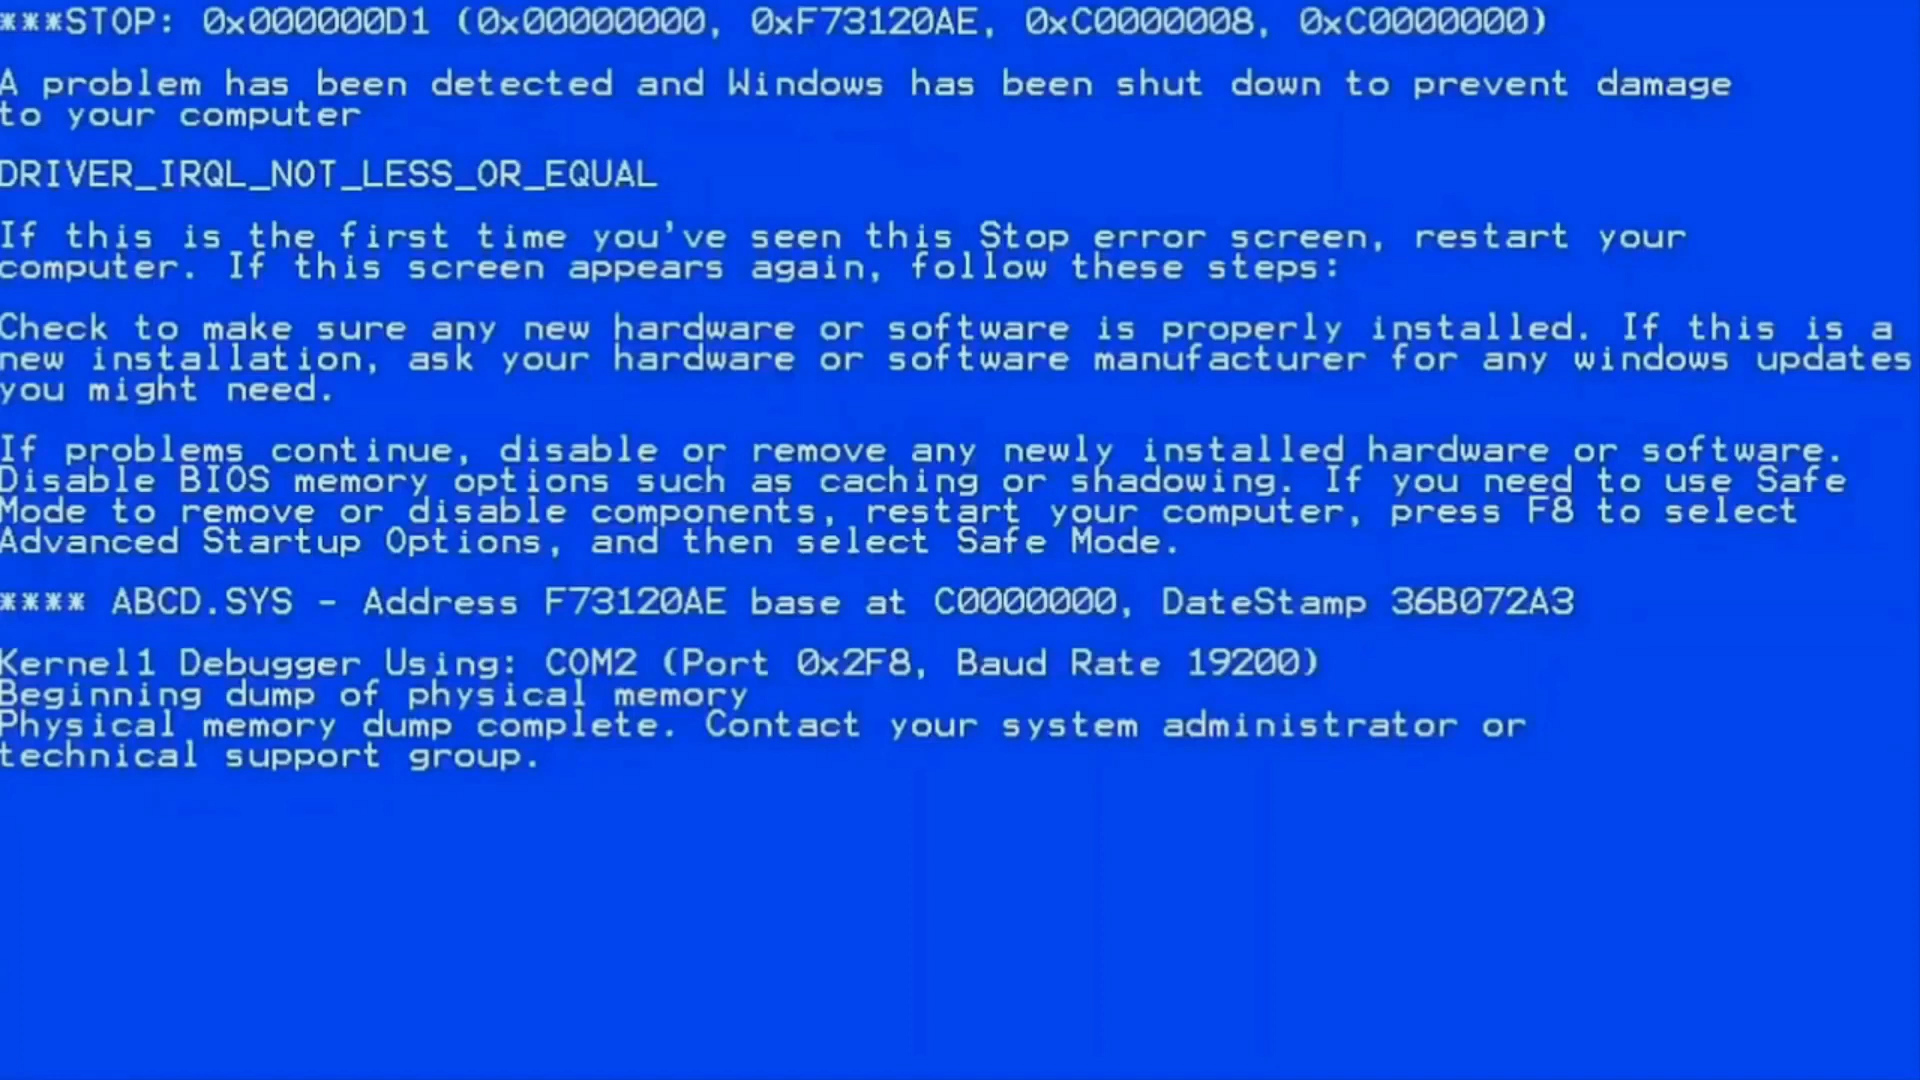 ***STOP: 0x000000D1 (0x00000000, 0xF73120AE, 0xC0000008, 0xC0000000)
A problem has been detected and Windows has been shut down to prevent damage
to your computer
DRIVER_IRQL_NOT_LESS_OR_EQUAL
If this is the first time you've seen this Stop error screen, restart your
computer. If this screen appears again, follow these steps:
Check to make sure any new hardware or software is properly installed. If this is a
new installation, ask your hardware or software manufacturer for any windows updates
you might need.
If problems continue, disable or remove any newly installed hardware or software.
Disable BIOS memory options such as caching or shadowing. If you need to use Safe
Mode to remove or disable components, restart your computer, press F8 to select
Advanced Startup Options, and then select Safe Mode.
**** ABCD.SYS - Address F73120AE base at C0000000, DateStamp 36B072A3
Kernel1 Debugger Using: COM2 (Port 0x2F8, Baud Rate 19200)
Beginning dump of physical memory
Physical memory dump complete. Contact your system administrator or
technical support group.